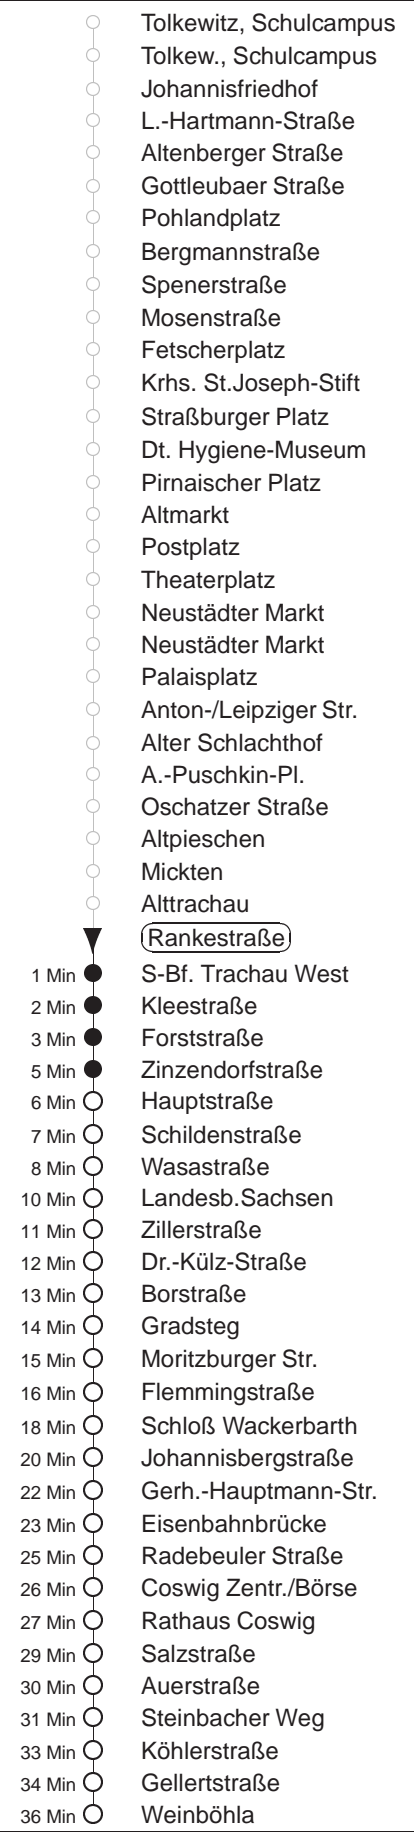 Tolkewitz, Schulcampus
Tolkew., Schulcampus
Johannisfriedhof
L.-Hartmann-Straße
Altenberger Straße
Gottleubaer Straße
Pohlandplatz
Bergmannstraße
Spenerstraße
Mosenstraße
Fetscherplatz
Krhs. St.Joseph-Stift
Straßburger Platz
Dt. Hygiene-Museum
Pirnaischer Platz
Altmarkt
Postplatz
Theaterplatz
Neustädter Markt
Neustädter Markt
Palaisplatz
Anton-/Leipziger Str.
Alter Schlachthof
A.-Puschkin-Pl.
Oschatzer Straße
Altpieschen
Mickten
Alttrachau
Rankestraße
1 Min S-Bf. Trachau West
2 Min Kleestraße
3 Min Forststraße
5 Min Zinzendorfstraße
6 Min Hauptstraße
7 Min Schildenstraße
8 Min Wasastraße
10 Min Landesb.Sachsen
11 Min Zillerstraße
12 Min Dr.-Külz-Straße
13 Min Borstraße
14 Min Gradsteg
15 Min Moritzburger Str.
16 Min Flemmingstraße
18 Min Schloß Wackerbarth
20 Min Johannisbergstraße
22 Min Gerh.-Hauptmann-Str.
23 Min Eisenbahnbrücke
25 Min Radebeuler Straße
26 Min Coswig Zentr./Börse
27 Min Rathaus Coswig
29 Min Salzstraße
30 Min Auerstraße
31 Min Steinbacher Weg
33 Min Köhlerstraße
34 Min Gellertstraße
36 Min Weinböhla